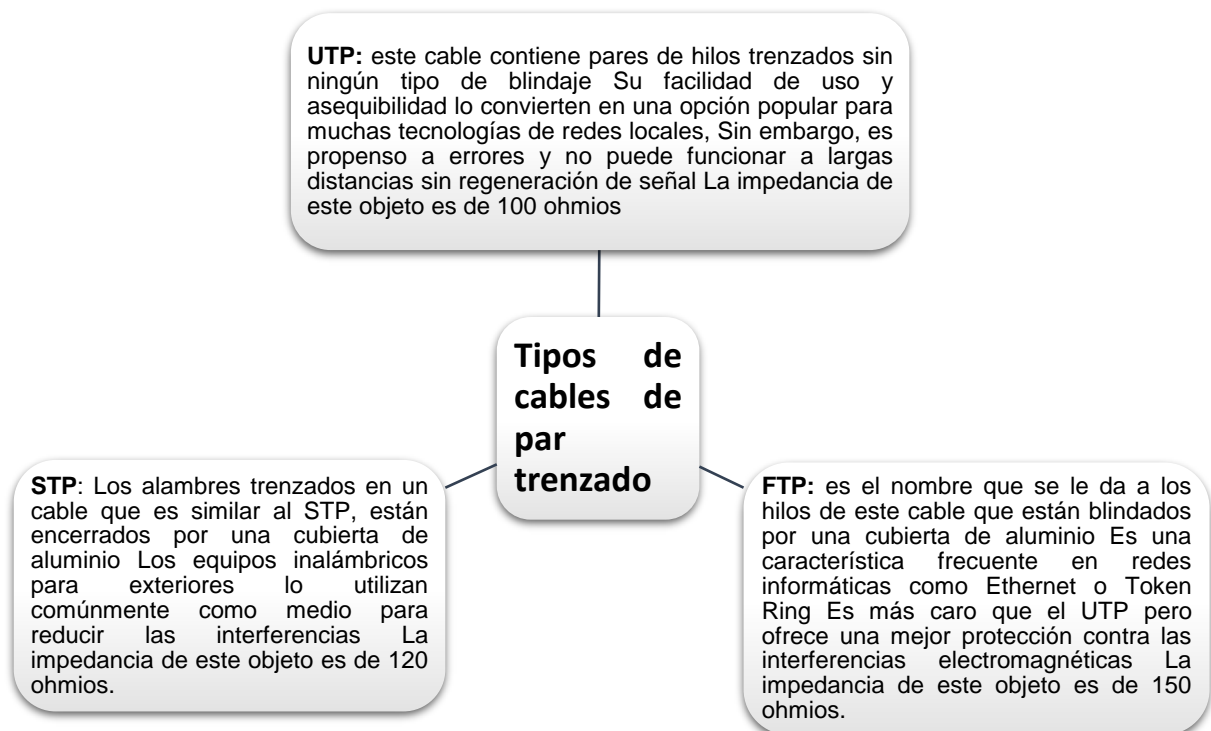 UTP: este cable contiene pares de hilos trenzados sin
ningún tipo de blindaje Su facilidad de uso y
asequibilidad lo convierten en una opción popular para
muchas tecnologías de redes locales, Sin embargo, es
propenso a errores y no puede funcionar a largas
distancias sin regeneración de señal La impedancia de
este objeto es de 100 ohmios
Tipos de
cables de
par
trenzado
STP: Los alambres trenzados en un
cable que es similar al STP, están
encerrados por una cubierta de
aluminio Los equipos inalámbricos
para exteriores lo utilizan
comúnmente como medio para
reducir las interferencias La
impedancia de este objeto es de 120
ohmios.
FTP: es el nombre que se le da a los
hilos de este cable que están blindados
por una cubierta de aluminio Es una
característica frecuente en redes
informáticas como Ethernet o Token
Ring Es más caro que el UTP pero
ofrece una mejor protección contra las
interferencias electromagnéticas La
impedancia de este objeto es de 150
ohmios.